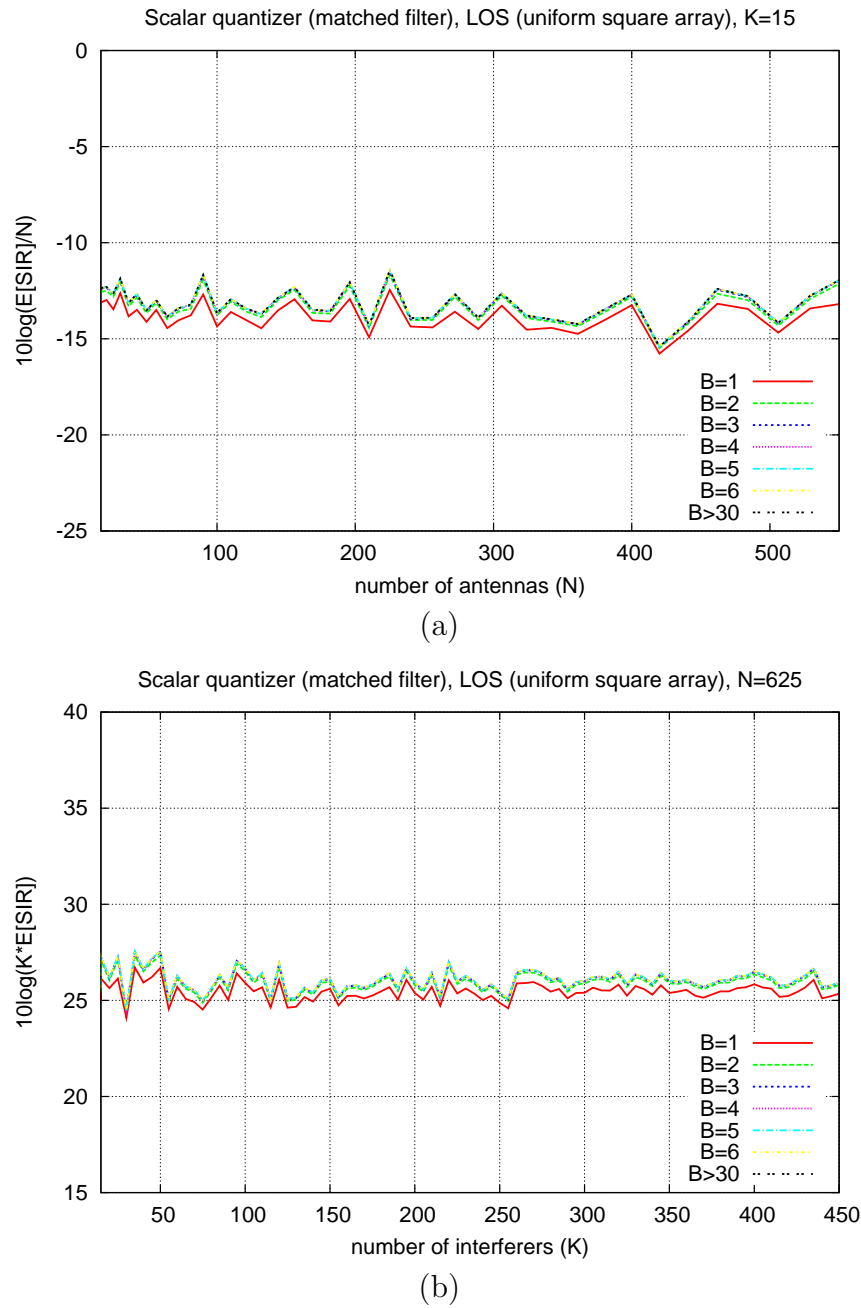 Scalar quantizer (matched filter), LOS (uniform square array), K=15
0
-5
-10
-15
-20
-25
10log(E[SIR]/N)
B=1
B=2
B=3
B=4
B=5
B=6
B>30
100 200 300 400 500
number of antennas (N)
(a)
Scalar quantizer (matched filter), LOS (uniform square array), N=625
40
35
30
25
20
15
10log(K*E[SIR])
B=1
B=2
B=3
B=4
B=5
B=6
B>30
50 100 150 200 250 300 350 400 450
number of interferers (K)
(b)